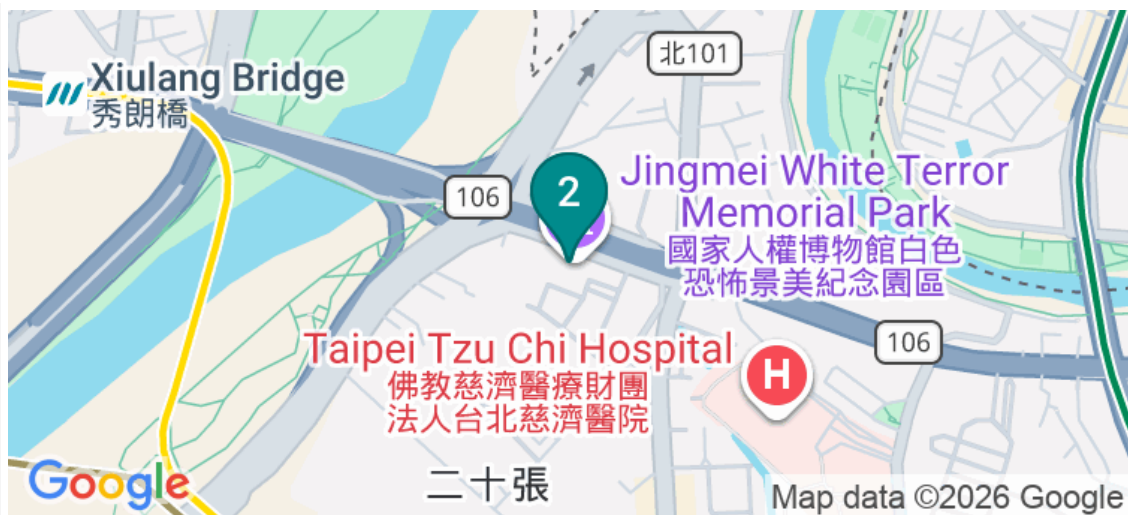 北101
Xiulang Bridge
秀朗橋
106
2
Jingmei White Terror
Memorial Park
國家人權博物館白色
恐怖景美紀念園區
106
Taipei Tzu Chi Hospital
佛教慈濟醫療財團
法人台北慈濟醫院
H
二十張
Google
Map data ©2026 Google